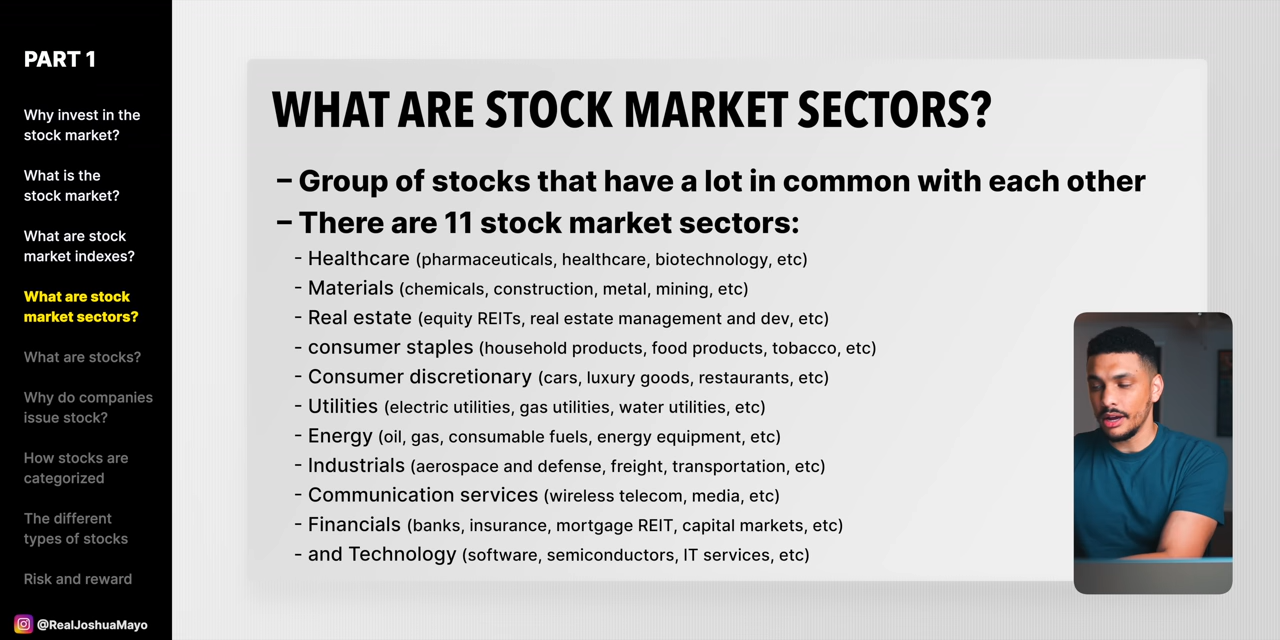 PART 1
Why invest in the
stock market?
What is the
stock market?
What are stock
market indexes?
What are stock
market sectors?
What are stocks?
Why do companies
issue stock?
How stocks are
categorized
The different
types of stocks
Risk and reward
@RealJoshuaMayo
WHAT ARE STOCK MARKET SECTORS?
– Group of stocks that have a lot in common with each other
– There are 11 stock market sectors:
- Healthcare (pharmaceuticals, healthcare, biotechnology, etc)
- Materials (chemicals, construction, metal, mining, etc)
- Real estate (equity REITs, real estate management and dev, etc)
- consumer staples (household products, food products, tobacco, etc)
- Consumer discretionary (cars, luxury goods, restaurants, etc)
- Utilities (electric utilities, gas utilities, water utilities, etc)
- Energy (oil, gas, consumable fuels, energy equipment, etc)
- Industrials (aerospace and defense, freight, transportation, etc)
- Communication services (wireless telecom, media, etc)
- Financials (banks, insurance, mortgage REIT, capital markets, etc)
- and Technology (software, semiconductors, IT services, etc)